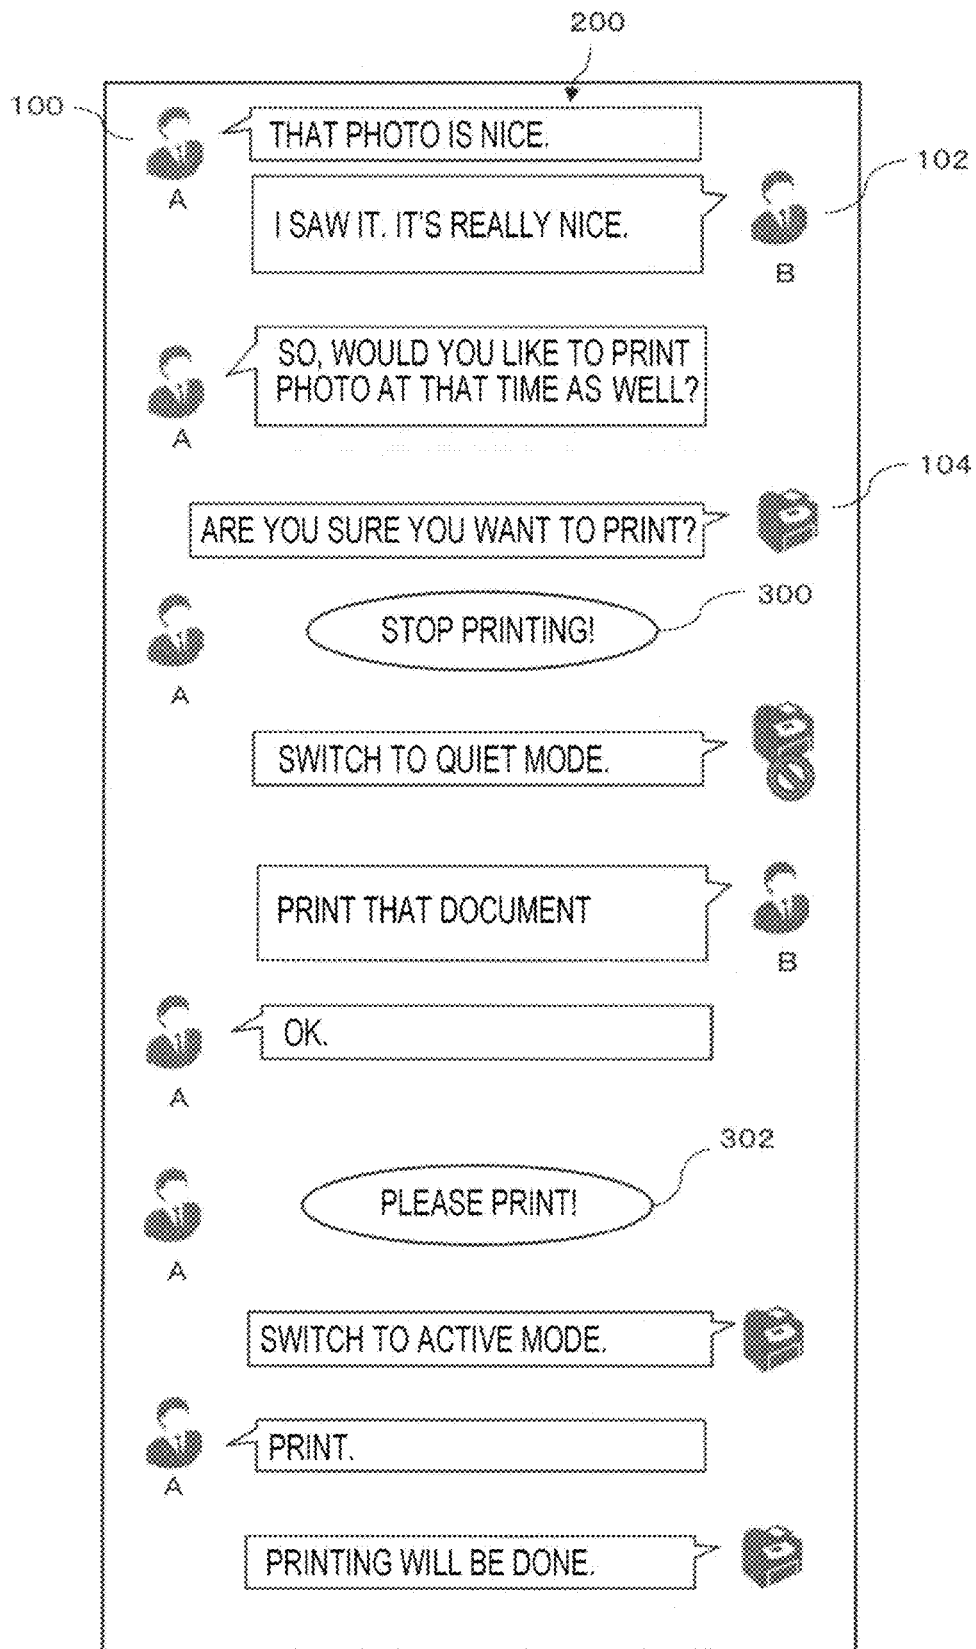 200
100
THAT PHOTO IS NICE.
A
102
I SAW IT. IT'S REALLY NICE.
B
SO, WOULD YOU LIKE TO PRINT
PHOTO AT THAT TIME AS WELL?
A
104
ARE YOU SURE YOU WANT TO PRINT?
300
STOP PRINTING!
A
SWITCH TO QUIET MODE.
PRINT THAT DOCUMENT
B
OK.
A
302
PLEASE PRINT!
A
SWITCH TO ACTIVE MODE.
PRINT.
A
PRINTING WILL BE DONE.